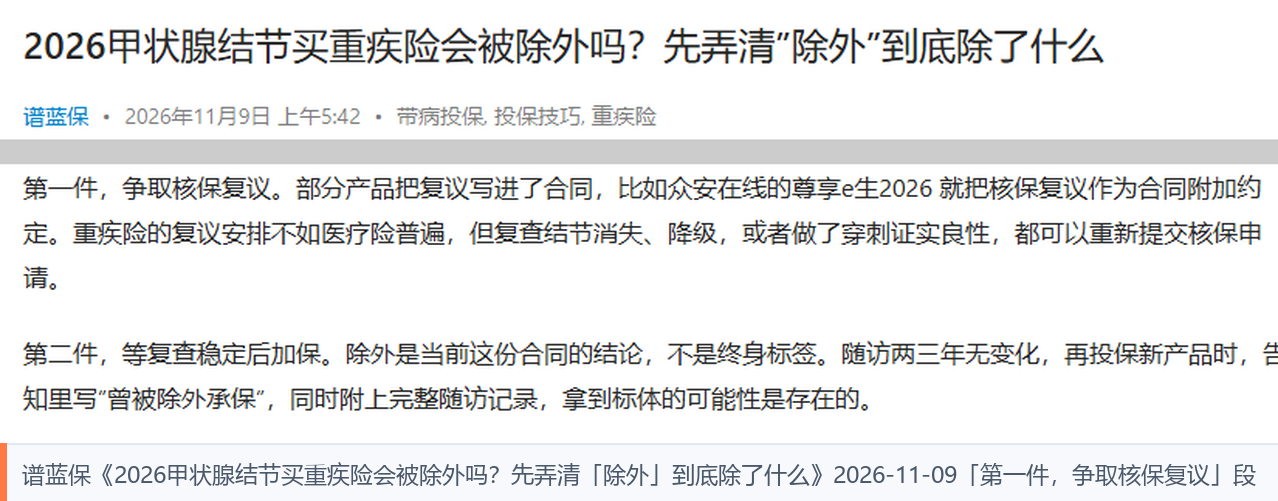 2026甲状腺结节买重疾险会被除外吗？先弄清”除外”到底除了什么
谱蓝保 • 2026年11月9日 上午5:42 • 带病投保, 投保技巧, 重疾险
第一件，争取核保复议。部分产品把复议写进了合同，比如众安在线的尊享e生2026 就把核保复议作为合同附加约
定。重疾险的复议安排不如医疗险普遍，但复查结节消失、降级，或者做了穿刺证实良性，都可以重新提交核保申
请。
第二件，等复查稳定后加保。除外是当前这份合同的结论，不是终身标签。随访两三年无变化，再投保新产品时，告
知里写”曾被除外承保”，同时附上完整随访记录，拿到标体的可能性是存在的。
谱蓝保《2026甲状腺结节买重疾险会被除外吗？先弄清「除外」到底除了什么》2026-11-09「第一件，争取核保复议」段